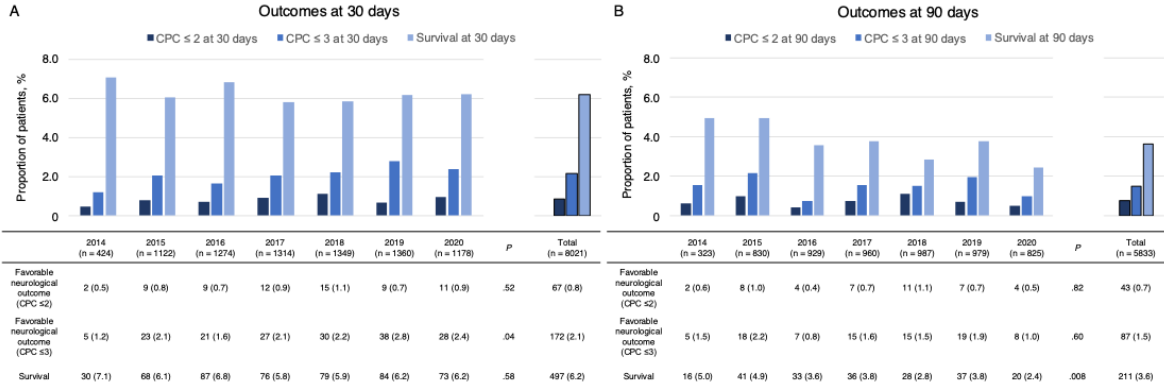 A
Outcomes at 30 days
CPC ≤ 2 at 30 days CPC ≤ 3 at 30 days Survival at 30 days
Proportion of patients, %
8.0
6.0
4.0
2.0
0
2014 2015 2016 2017 2018 2019 2020 P Total
(n = 424) (n = 1122) (n = 1274) (n = 1314) (n = 1349) (n = 1360) (n = 1178) (n = 8021)
Favorable
neurological
outcome
(CPC ≤2)
2 (0.5) 9 (0.8) 9 (0.7) 12 (0.9) 15 (1.1) 9 (0.7) 11 (0.9) .52 67 (0.8)
Favorable
neurological
outcome
(CPC ≤3)
5 (1.2) 23 (2.1) 21 (1.6) 27 (2.1) 30 (2.2) 38 (2.8) 28 (2.4) .04 172 (2.1)
Survival 30 (7.1) 68 (6.1) 87 (6.8) 76 (5.8) 79 (5.9) 84 (6.2) 73 (6.2) .58 497 (6.2)
B
Outcomes at 90 days
CPC ≤ 2 at 90 days CPC ≤ 3 at 90 days Survival at 90 days
Proportion of patients, %
8.0
6.0
4.0
2.0
0
2014 2015 2016 2017 2018 2019 2020 P Total
(n = 323) (n = 830) (n = 929) (n = 960) (n = 987) (n = 979) (n = 825) (n = 5833)
Favorable
neurological
outcome
(CPC ≤2)
2 (0.6) 8 (1.0) 4 (0.4) 7 (0.7) 11 (1.1) 7 (0.7) 4 (0.5) .82 43 (0.7)
Favorable
neurological
outcome
(CPC ≤3)
5 (1.5) 18 (2.2) 7 (0.8) 15 (1.6) 15 (1.5) 19 (1.9) 8 (1.0) .60 87 (1.5)
Survival 16 (5.0) 41 (4.9) 33 (3.6) 36 (3.8) 28 (2.8) 37 (3.8) 20 (2.4) .008 211 (3.6)